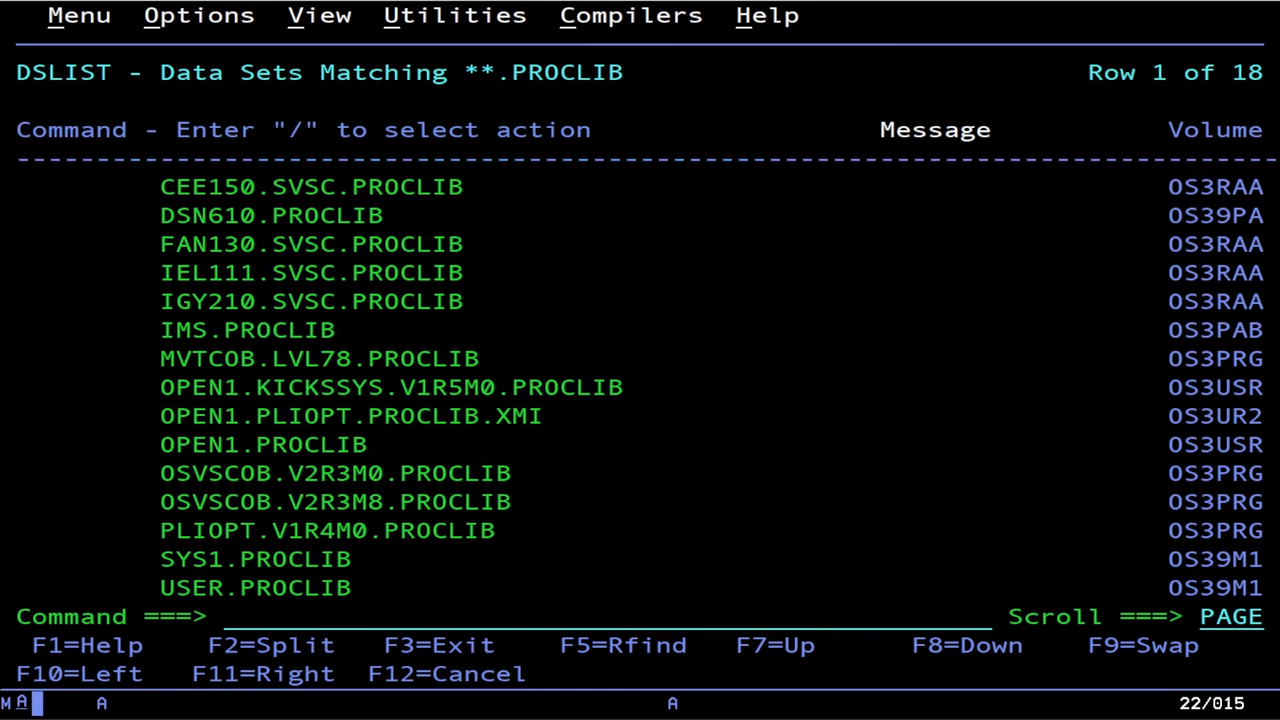 Menu Options View Utilities Compilers Help
DSLIST - Data Sets Matching **.PROCLIB Row 1 of 18
Command - Enter "/" to select action Message Volume
-------------------------------------------------------------------------------
CEE150.SVSC.PROCLIB OS3RAA
DSN610.PROCLIB OS39PA
FAN130.SVSC.PROCLIB OS3RAA
IEL111.SVSC.PROCLIB OS3RAA
IGY210.SVSC.PROCLIB OS3RAA
IMS.PROCLIB OS3PAB
MVTCOB.LVL78.PROCLIB OS3PRG
OPEN1.KICKSSYS.V1R5M0.PROCLIB OS3USR
OPEN1.PLIOPT.PROCLIB.XMI OS3UR2
OPEN1.PROCLIB OS3USR
OSVSCOB.V2R3M0.PROCLIB OS3PRG
OSVSCOB.V2R3M8.PROCLIB OS3PRG
PLIOPT.V1R4M0.PROCLIB OS3PRG
SYS1.PROCLIB OS39M1
USER.PROCLIB OS39M1
Command ===> Scroll ===> PAGE
F1=Help F2=Split F3=Exit F5=Rfind F7=Up F8=Down F9=Swap
F10=Left F11=Right F12=Cancel
M A A A 22/015